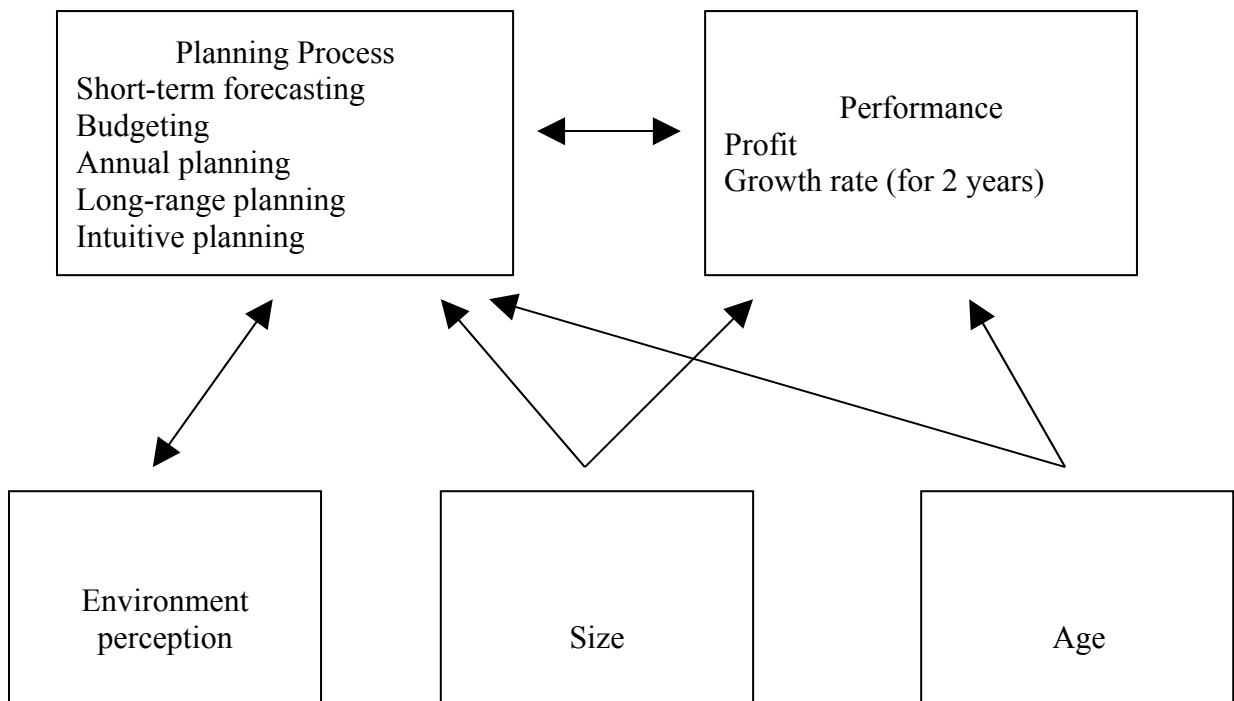 Planning Process
Short-term forecasting
Budgeting
Annual planning
Long-range planning
Intuitive planning
Performance
Profit
Growth rate (for 2 years)
Environment
perception
Size
Age